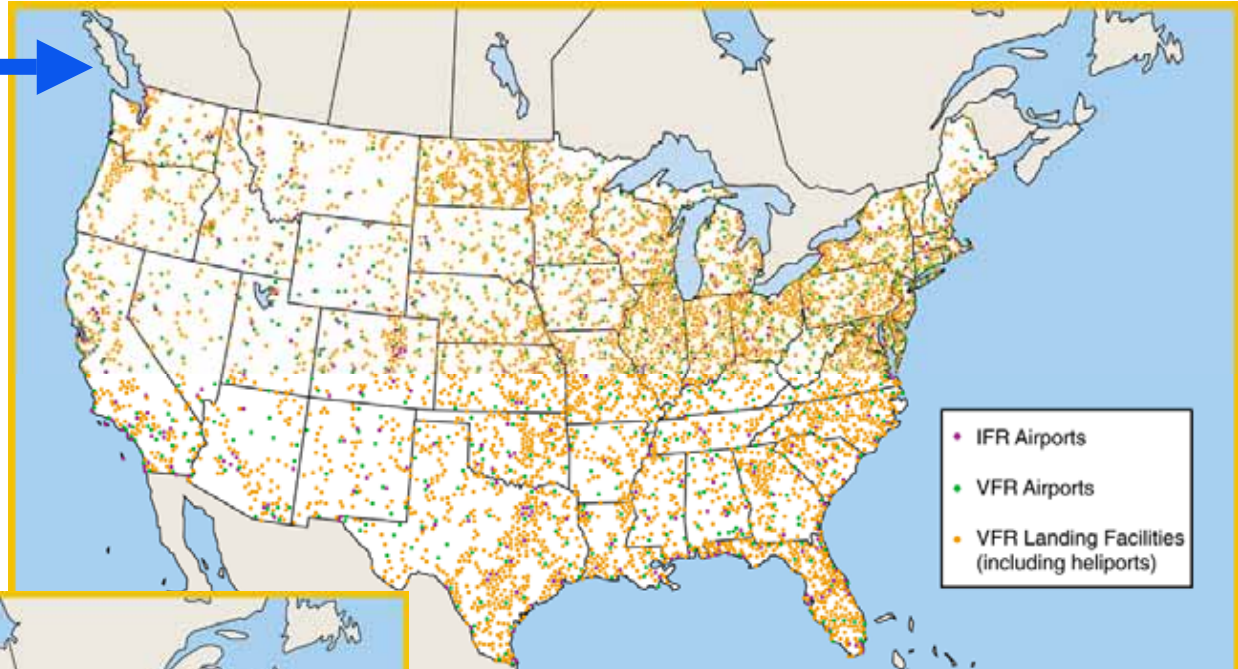 IFR Airports
VFR Airports
VFR Landing Facilities
(including heliports)